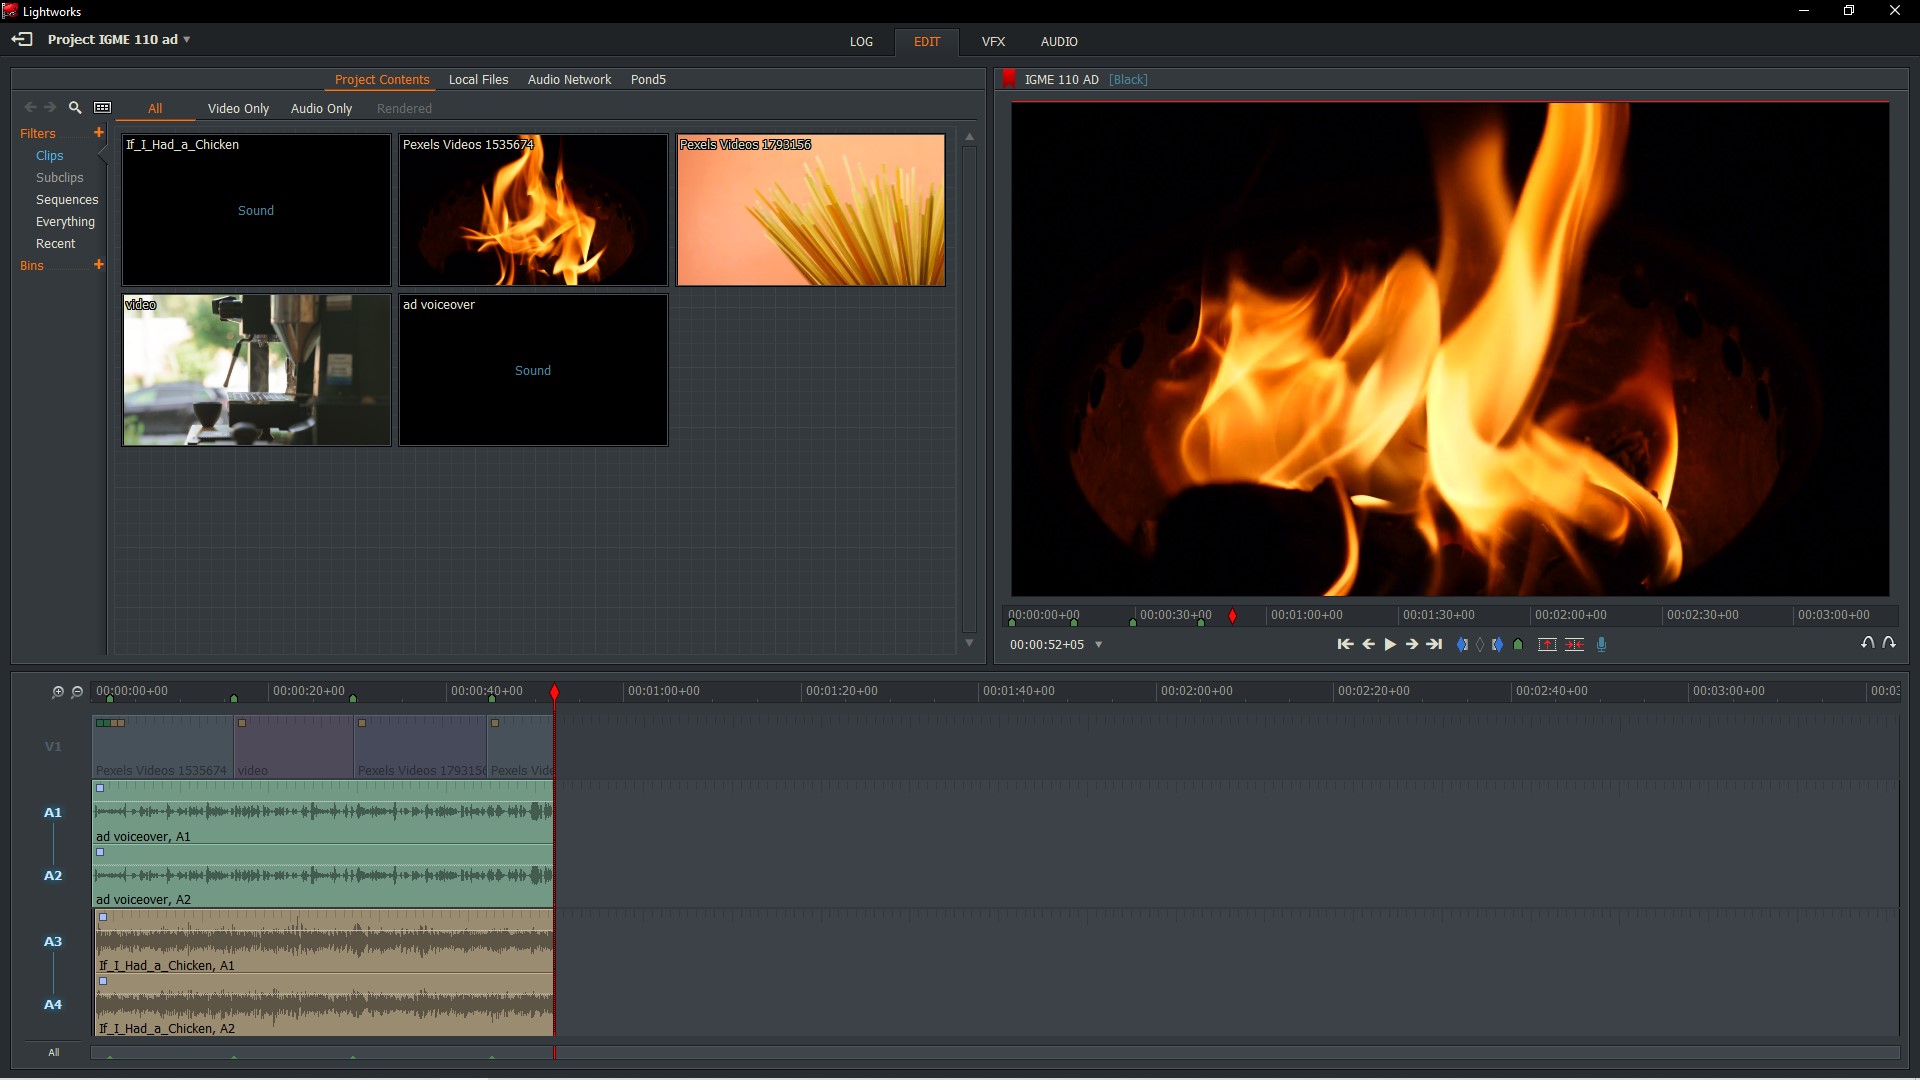 Lightworks
Project IGME 110 ad
LOG EDIT VFX AUDIO
Project Contents Local Files Audio Network Pond5
All Video Only Audio Only Rendered
Filters +
Clips
Subclips
Sequences
Everything
Recent
Bins +
If_I_Had_a_Chicken
Sound
Pexels Videos 1535674
Pexels Videos 1793156
video
ad voiceover
Sound
IGME 110 AD [Black]
00:00:00+00 00:00:30+00 00:01:00+00 00:01:30+00 00:02:00+00 00:02:30+00 00:03:00+00
00:00:52+05
00:00:00+00 00:00:20+00 00:00:40+00 00:01:00+00 00:01:20+00 00:01:40+00 00:02:00+00 00:02:20+00 00:02:40+00 00:03:00+00 00:03
V1
Pexels Videos 1535674 video Pexels Videos 1793156 Pexels Vide
A1
ad voiceover, A1
A2
ad voiceover, A2
A3
If_I_Had_a_Chicken, A1
A4
If_I_Had_a_Chicken, A2
All